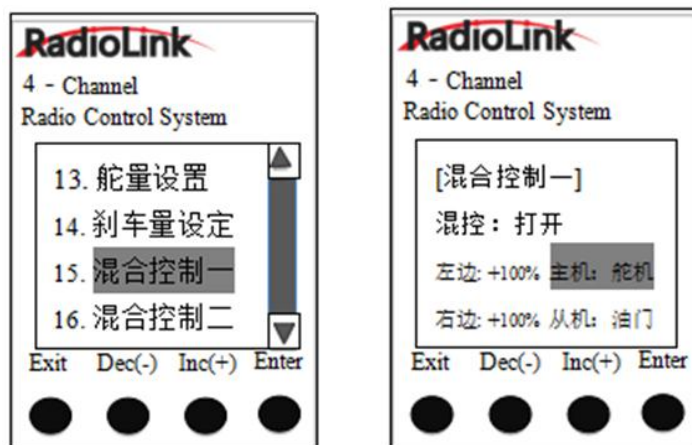 RadioLink
4 - Channel
Radio Control System
13. 舵量设置
14. 刹车量设定
15. 混合控制一
16. 混合控制二
Exit Dec(-) Inc(+) Enter
RadioLink
4 - Channel
Radio Control System
[混合控制一]
混控：打开
左边: +100% 主机：舵机
右边: +100% 从机：油门
Exit Dec(-) Inc(+) Enter